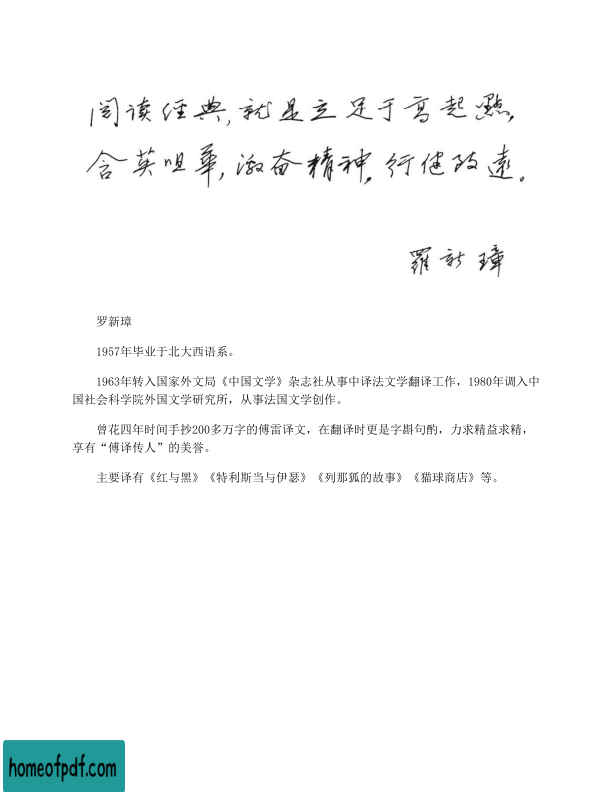 阅读经典,就是立足于高起點,
含英咀華,激奋精神,行健致遠。
羅新璋
罗新璋
1957年毕业于北大西语系。
1963年转入国家外文局《中国文学》杂志社从事中译法文学翻译工作，1980年调入中
国社会科学院外国文学研究所，从事法国文学创作。
曾花四年时间手抄200多万字的傅雷译文，在翻译时更是字斟句酌，力求精益求精，
享有“傅译传人”的美誉。
主要译有《红与黑》《特利斯当与伊瑟》《列那狐的故事》《猫球商店》等。
homeofpdf.com